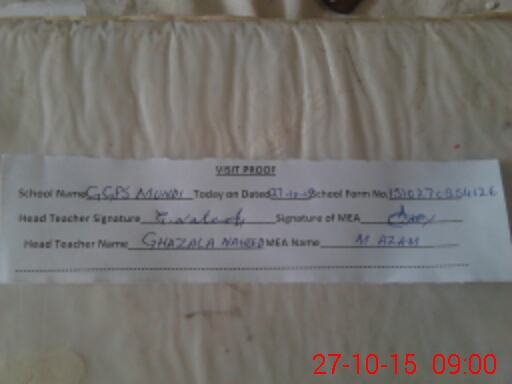 VISIT PROOF
School Name GGPS Today on Dated 27-10-15 School Form No.
Head Teacher Signature Signature of MEA
Head Teacher Name GHAZALA NAHEED MEA Name M. AZAM
27-10-15 09:00